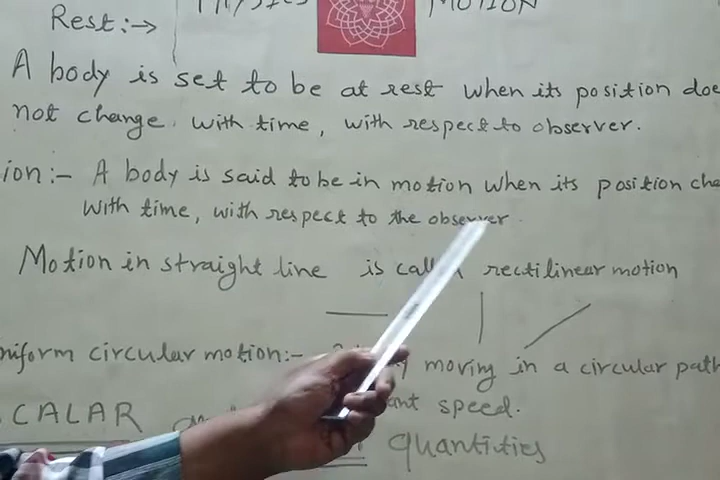 MOTION
Rest:→
A body is set to be at rest when its position doe
not change. with time, with respect to observer.
ion:- A body is said to be in motion when its position cha
With time, with respect to the observer
Motion in straight line is call rectilinear motion
niform circular motion:- moving in a circular path
ant speed.
CALAR
quantities